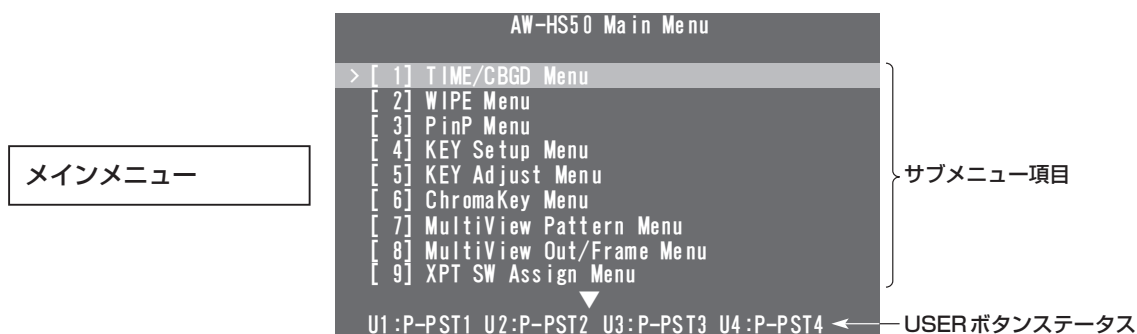 AW-HS50 Main Menu
> [ 1] TIME/CBGD Menu
[ 2] WIPE Menu
[ 3] PinP Menu
[ 4] KEY Setup Menu
[ 5] KEY Adjust Menu
[ 6] ChromaKey Menu
[ 7] MultiView Pattern Menu
[ 8] MultiView Out/Frame Menu
[ 9] XPT SW Assign Menu
U1:P-PST1 U2:P-PST2 U3:P-PST3 U4:P-PST4
メインメニュー
サブメニュー項目
USERボタンステータス